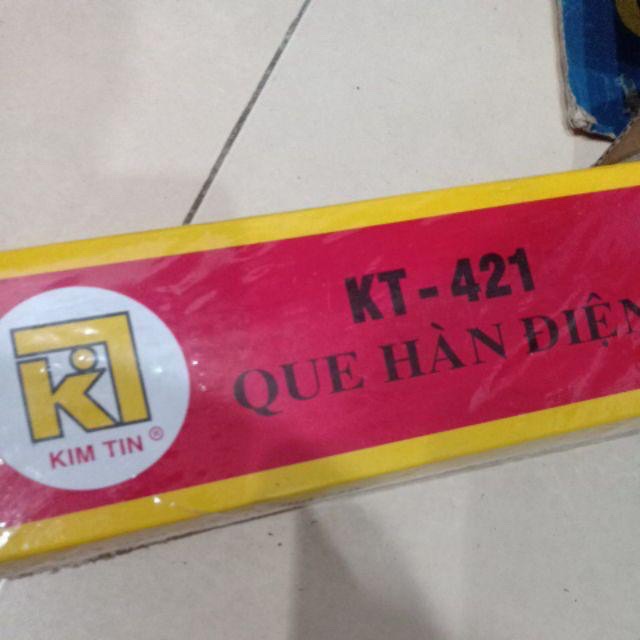 KT - 421
QUE HÀN ĐIỆN
KIM TIN ®